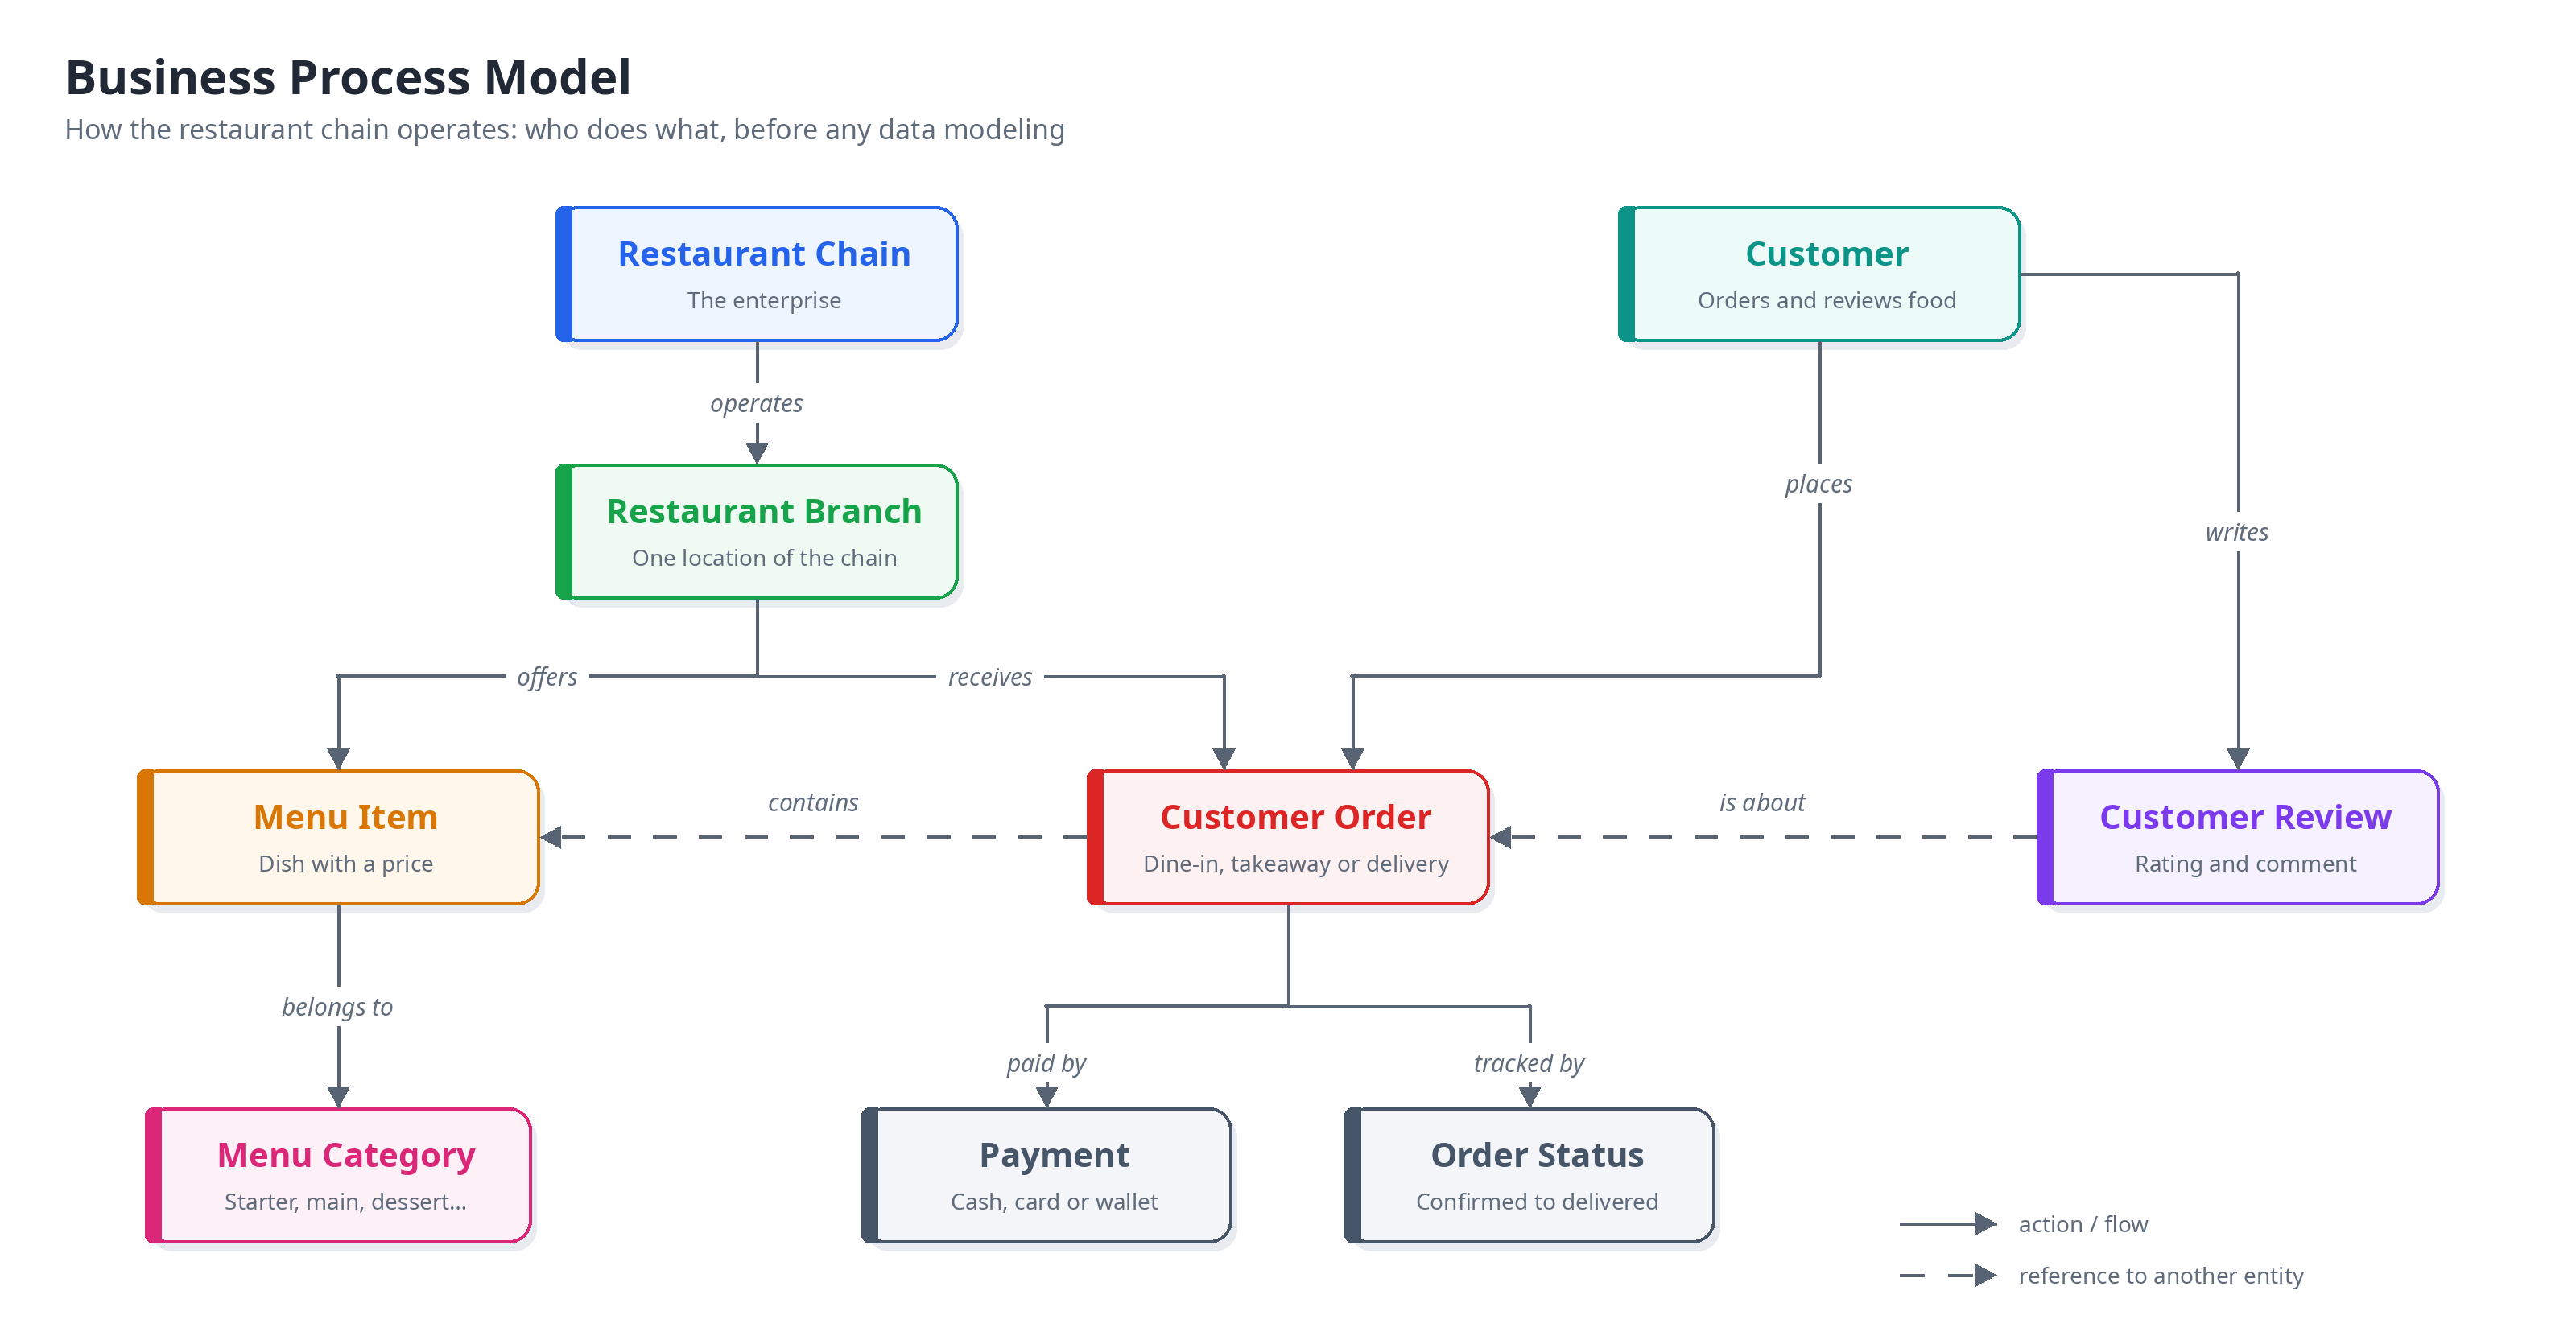 Business Process Model
How the restaurant chain operates: who does what, before any data modeling
Restaurant Chain
The enterprise
Customer
Orders and reviews food
operates
places
writes
Restaurant Branch
One location of the chain
offers
receives
Menu Item
Dish with a price
contains
Customer Order
Dine-in, takeaway or delivery
is about
Customer Review
Rating and comment
belongs to
paid by
tracked by
Menu Category
Starter, main, dessert...
Payment
Cash, card or wallet
Order Status
Confirmed to delivered
action / flow
reference to another entity